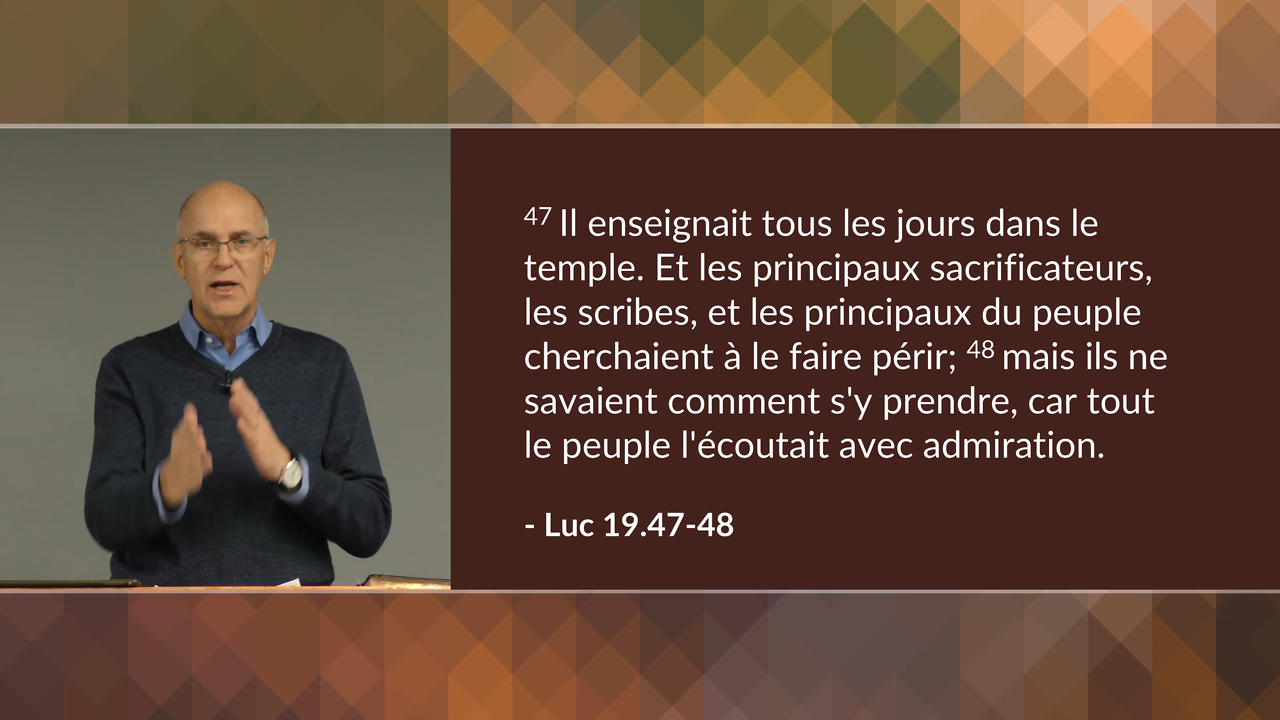 47 Il enseignait tous les jours dans le
temple. Et les principaux sacrificateurs,
les scribes, et les principaux du peuple
cherchaient à le faire périr; 48 mais ils ne
savaient comment s'y prendre, car tout
le peuple l'écoutait avec admiration.
- Luc 19.47-48